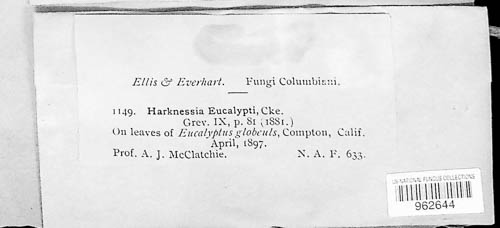 Ellis & Everhart. Fungi Columbiani.
1149. Harknessia Eucalypti, Cke.
Grev. IX, p. 81 (1881.)
On leaves of Eucalyptus globculs, Compton, Calif.
April, 1897.
Prof. A. J. McClatchie. N. A. F. 633.
US NATIONAL FUNGUS COLLECTIONS
962644